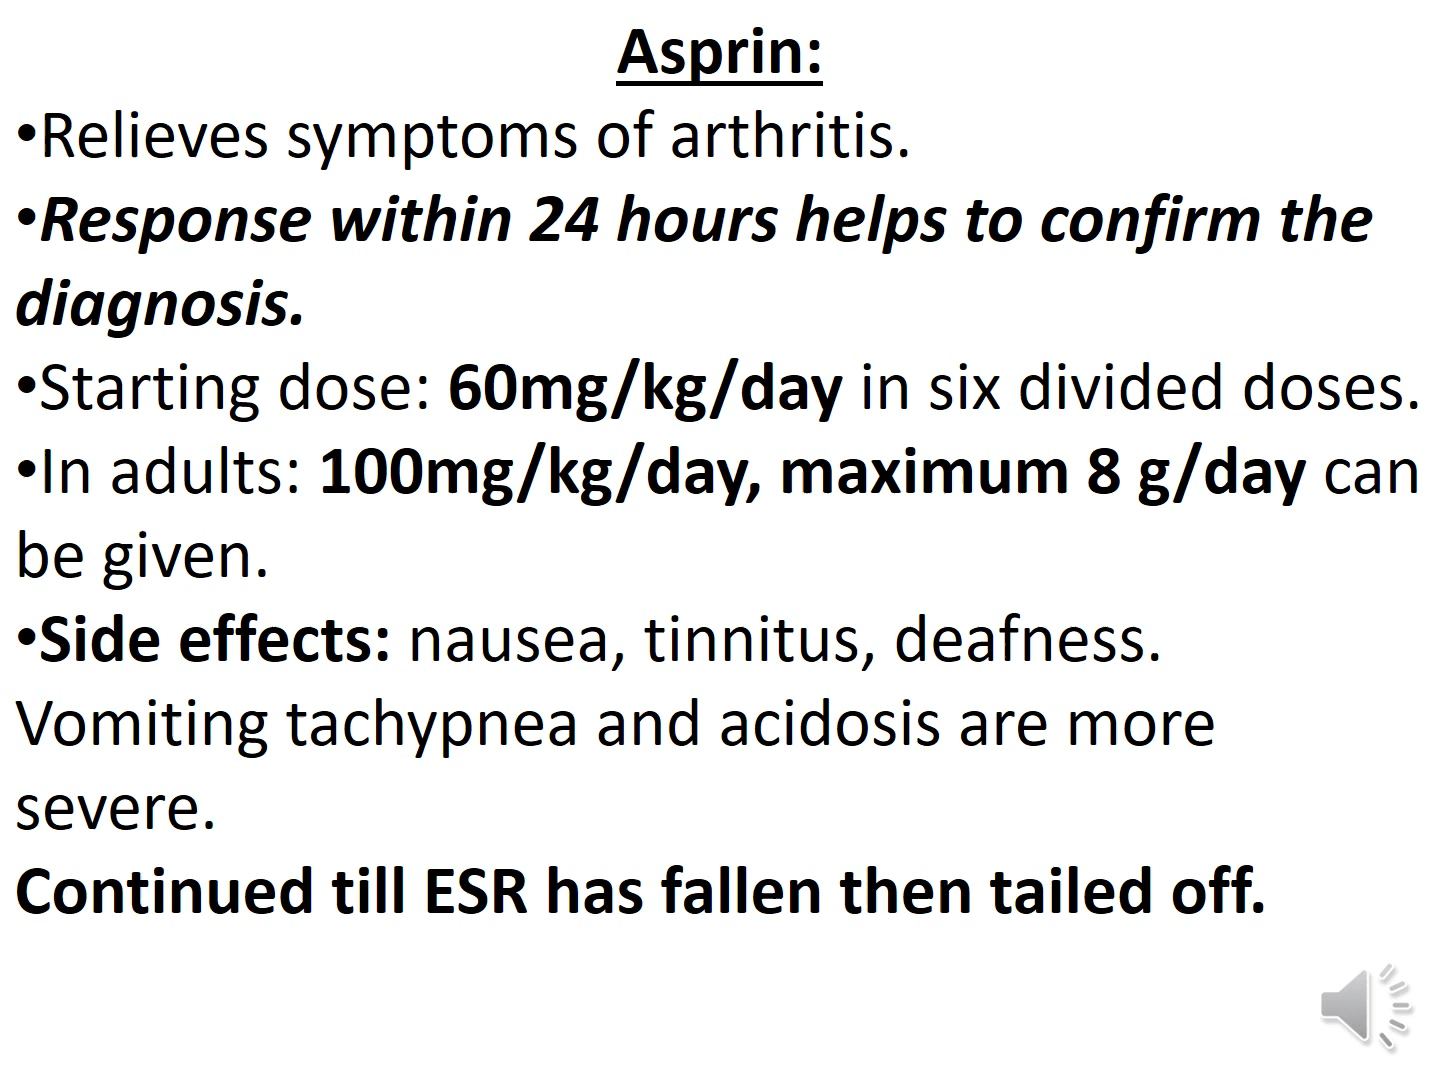 Asprin:
•Relieves symptoms of arthritis.
•Response within 24 hours helps to confirm the
diagnosis.
•Starting dose: 60mg/kg/day in six divided doses.
•In adults: 100mg/kg/day, maximum 8 g/day can
be given.
•Side effects: nausea, tinnitus, deafness.
Vomiting tachypnea and acidosis are more
severe.
Continued till ESR has fallen then tailed off.